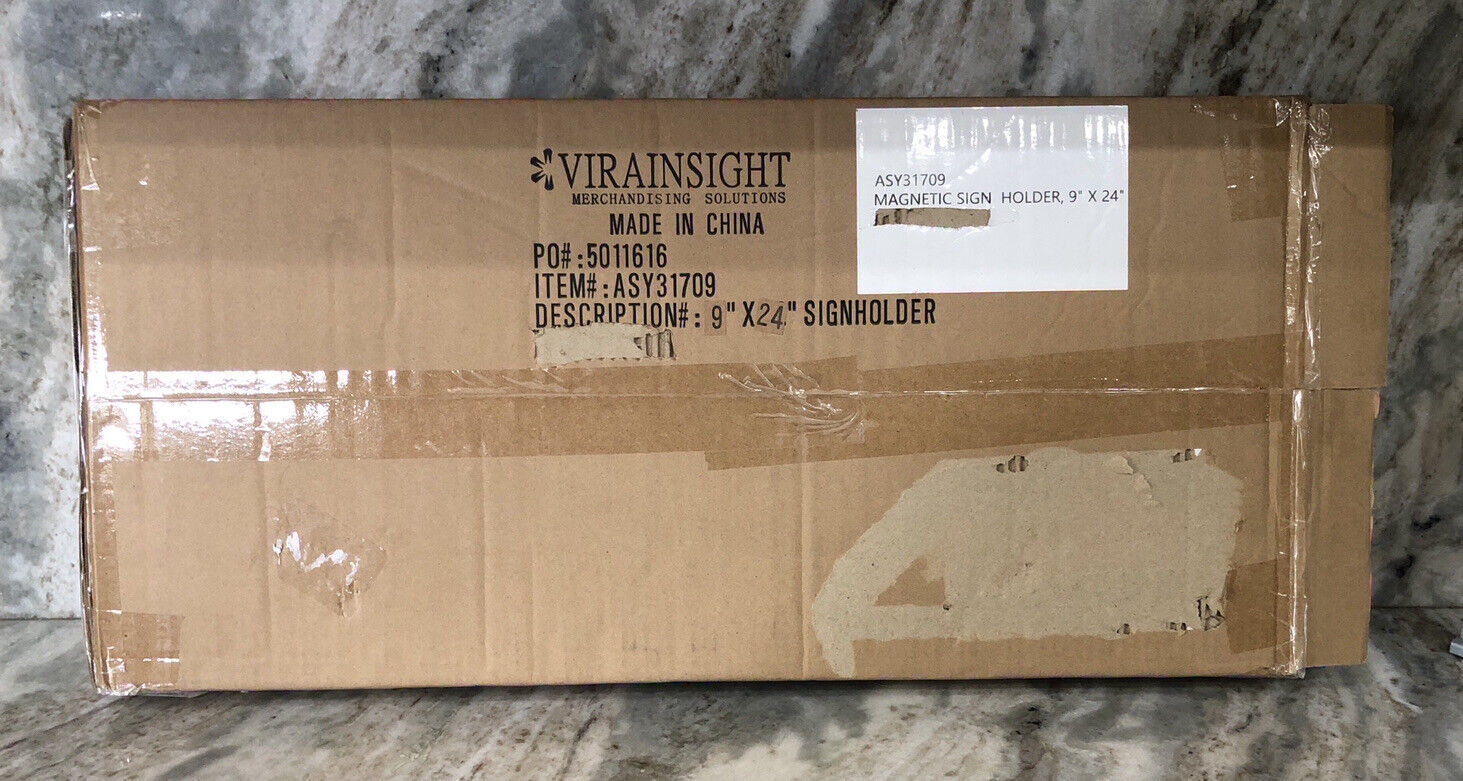 VIRAINSIGHT
MERCHANDISING SOLUTIONS
MADE IN CHINA
PO#:5011616
ITEM#:ASY31709
DESCRIPTION#: 9" X24" SIGNHOLDER
ASY31709
MAGNETIC SIGN HOLDER, 9" X 24"